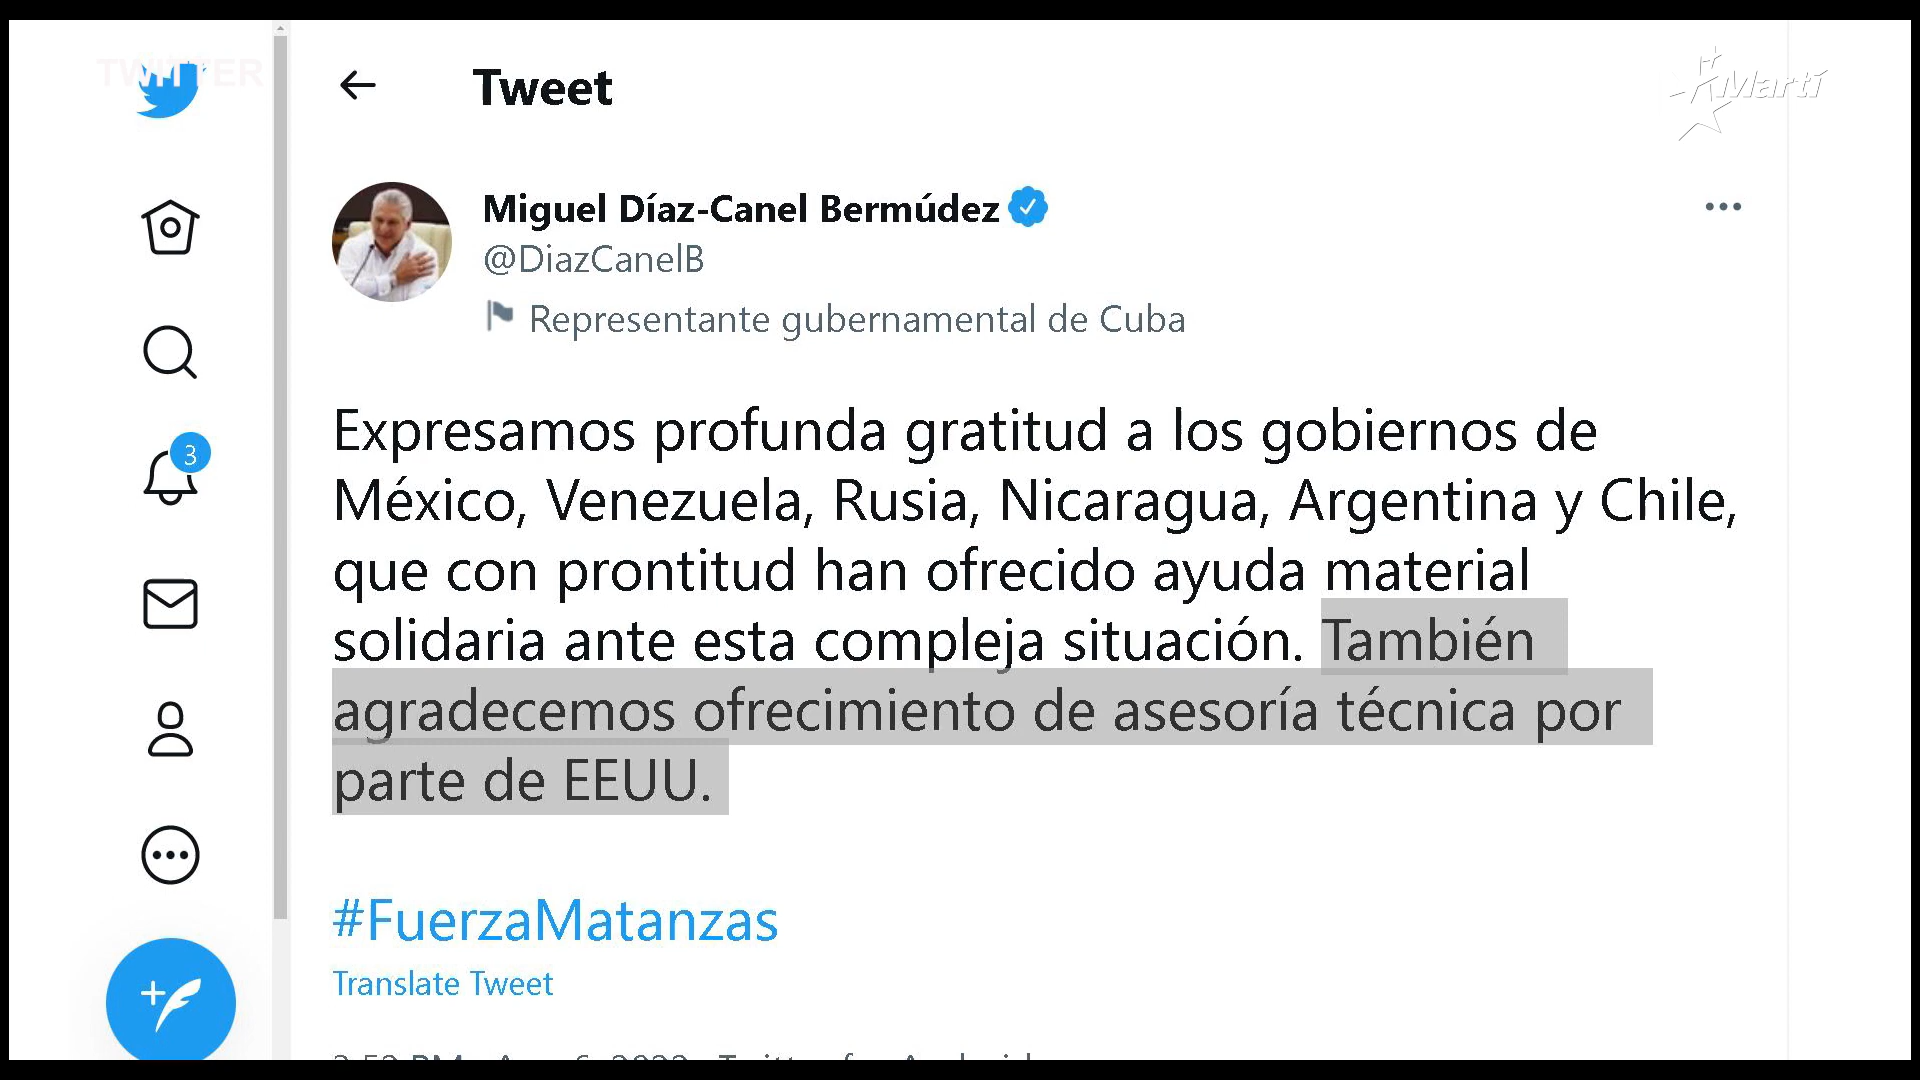 TWITTER
Tweet
Martí
Miguel Díaz-Canel Bermúdez
@DiazCanelB
Representante gubernamental de Cuba
3
Expresamos profunda gratitud a los gobiernos de
México, Venezuela, Rusia, Nicaragua, Argentina y Chile,
que con prontitud han ofrecido ayuda material
solidaria ante esta compleja situación. También
agradecemos ofrecimiento de asesoría técnica por
parte de EEUU.
#FuerzaMatanzas
Translate Tweet